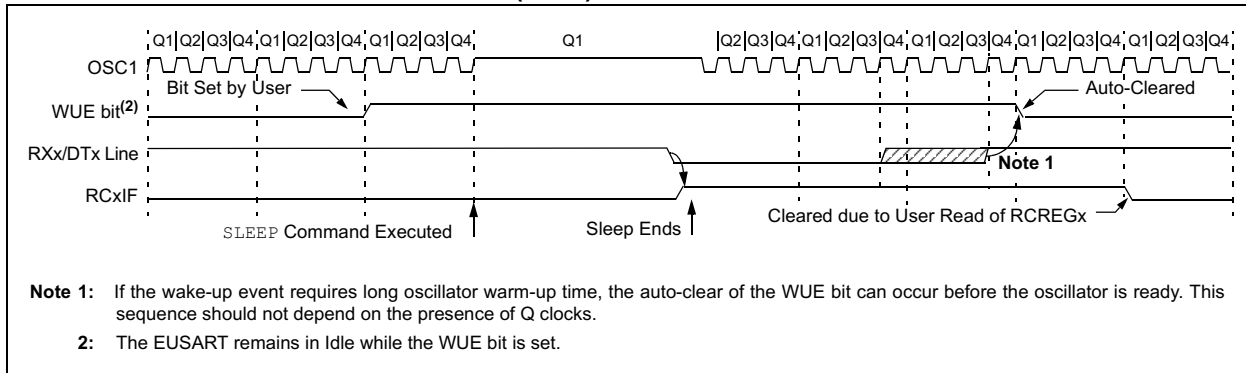 Q1 Q2 Q3 Q4 Q1 Q2 Q3 Q4 Q1 Q2 Q3 Q4 Q1 Q2 Q3 Q4 Q1 Q2 Q3 Q4 Q1 Q2 Q3 Q4 Q1 Q2 Q3 Q4
OSC1
Bit Set by User
Auto-Cleared
WUE bit(2)
RXx/DTx Line
Note 1
RCxIF
SLEEP Command Executed
Sleep Ends
Cleared due to User Read of RCREGx
Note 1: If the wake-up event requires long oscillator warm-up time, the auto-clear of the WUE bit can occur before the oscillator is ready. This
sequence should not depend on the presence of Q clocks.
2: The EUSART remains in Idle while the WUE bit is set.